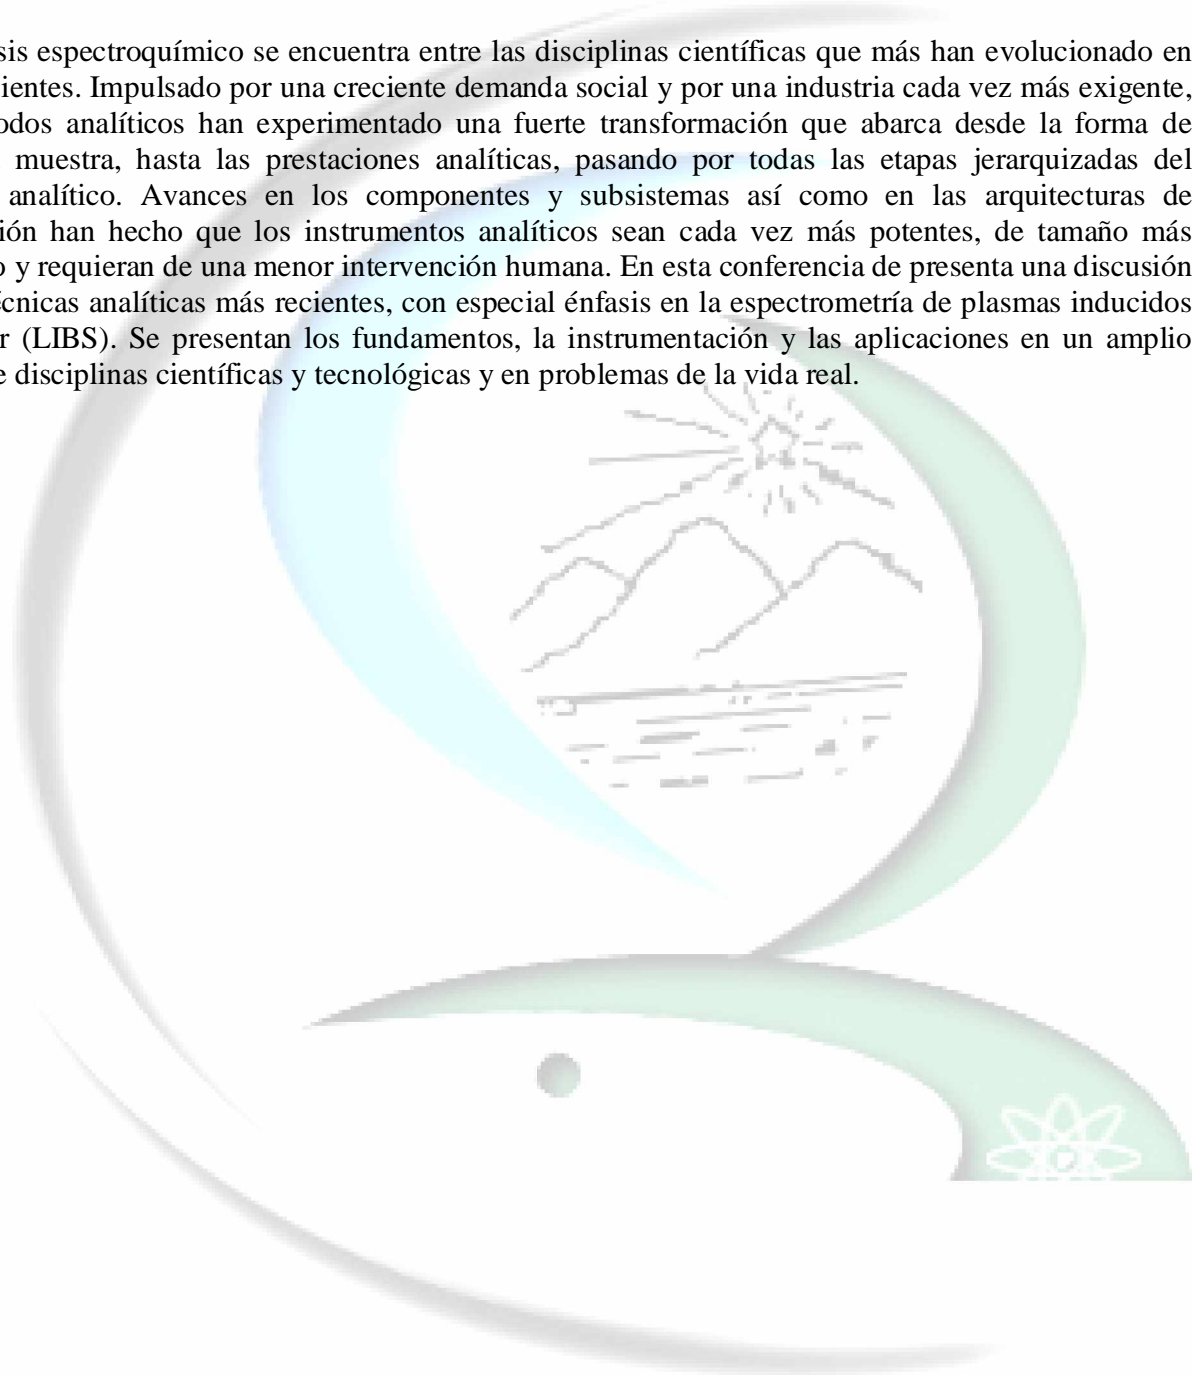 sis espectroquímico se encuentra entre las disciplinas científicas que más han evolucionado en
ientes. Impulsado por una creciente demanda social y por una industria cada vez más exigente,
odos analíticos han experimentado una fuerte transformación que abarca desde la forma de
muestra, hasta las prestaciones analíticas, pasando por todas las etapas jerarquizadas del
analítico. Avances en los componentes y subsistemas así como en las arquitecturas de
ión han hecho que los instrumentos analíticos sean cada vez más potentes, de tamaño más
o y requieran de una menor intervención humana. En esta conferencia de presenta una discusión
écnicas analíticas más recientes, con especial énfasis en la espectrometría de plasmas inducidos
r (LIBS). Se presentan los fundamentos, la instrumentación y las aplicaciones en un amplio
e disciplinas científicas y tecnológicas y en problemas de la vida real.